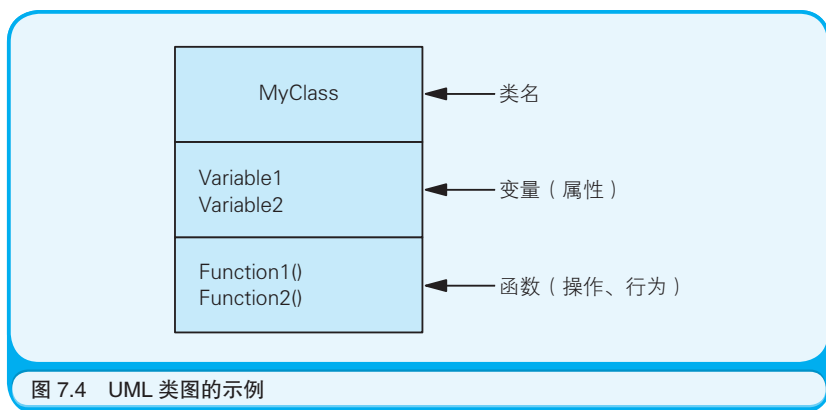 MyClass
类名
Variable1
Variable2
变量（属性）
Function1()
Function2()
函数（操作、行为）
图 7.4 UML 类图的示例